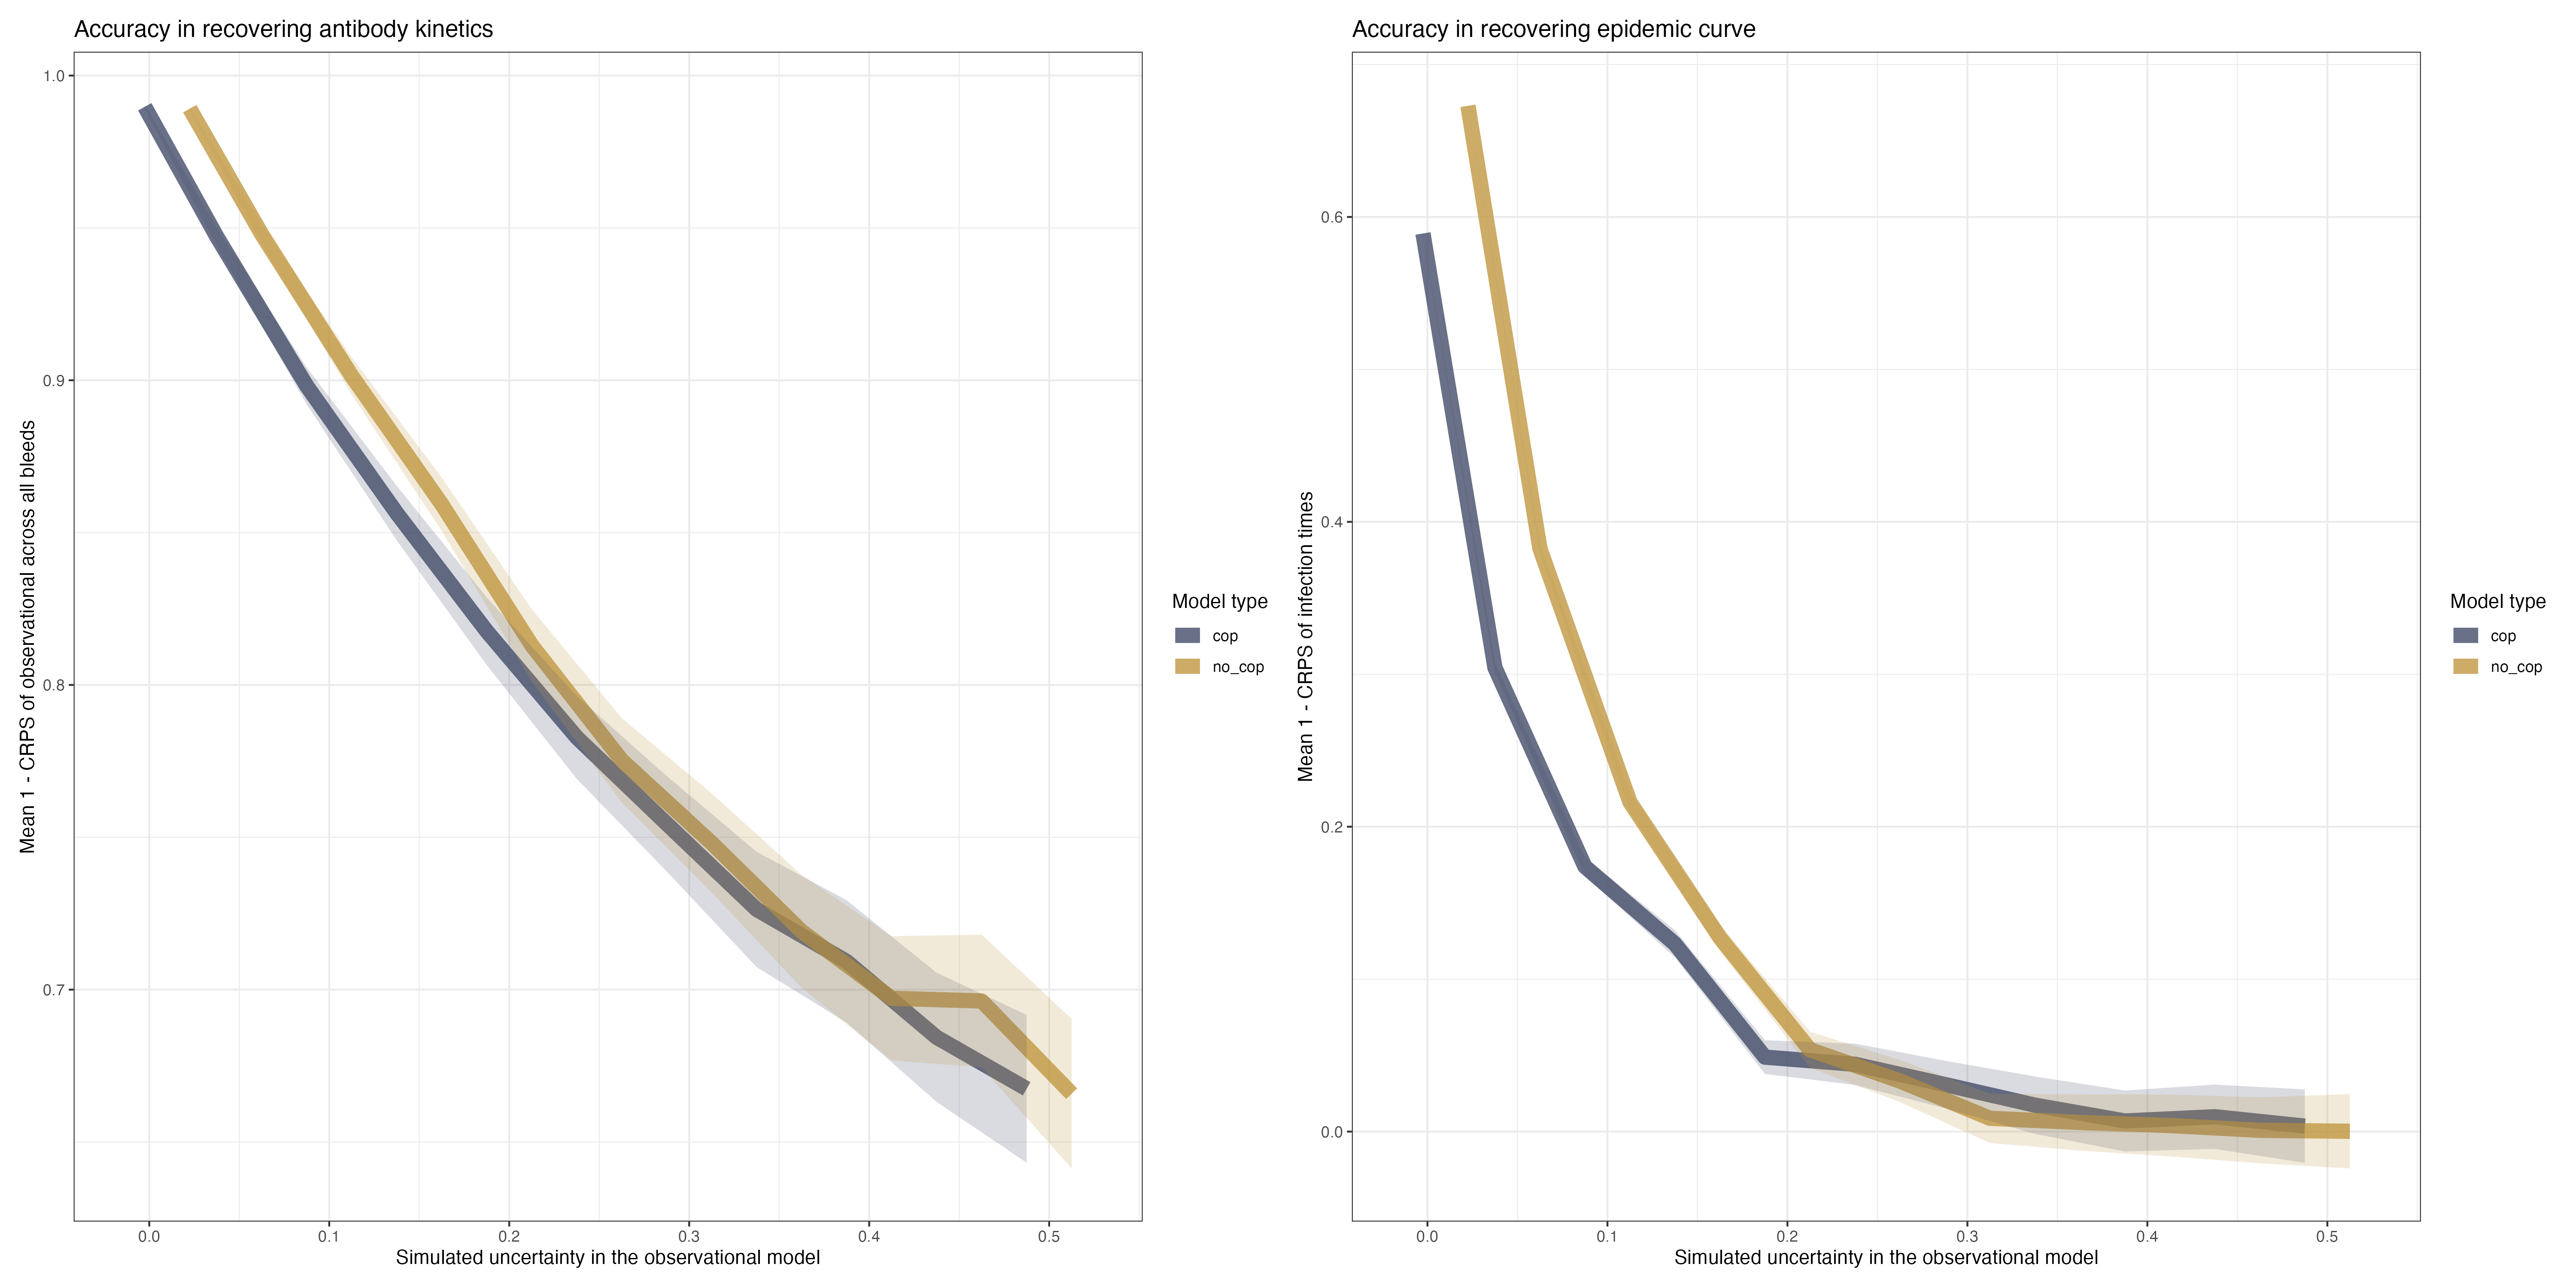 Accuracy in recovering antibody kinetics
Mean 1 - CRPS of observational across all bleeds
1.0
0.9
0.8
0.7
0.0 0.1 0.2 0.3 0.4 0.5
Simulated uncertainty in the observational model
Model type
cop
no_cop
Accuracy in recovering epidemic curve
Mean 1 - CRPS of infection times
0.6
0.4
0.2
0.0
0.0 0.1 0.2 0.3 0.4 0.5
Simulated uncertainty in the observational model
Model type
cop
no_cop